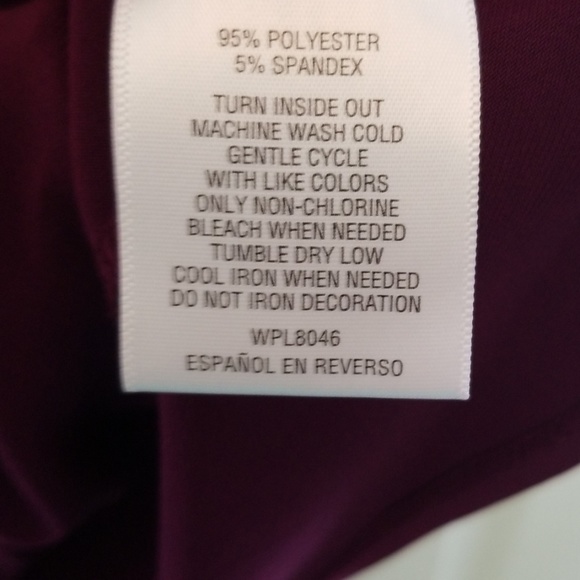 95% POLYESTER
5% SPANDEX
TURN INSIDE OUT
MACHINE WASH COLD
GENTLE CYCLE
WITH LIKE COLORS
ONLY NON-CHLORINE
BLEACH WHEN NEEDED
TUMBLE DRY LOW
COOL IRON WHEN NEEDED
DO NOT IRON DECORATION
WPL8046
ESPAÑOL EN REVERSO